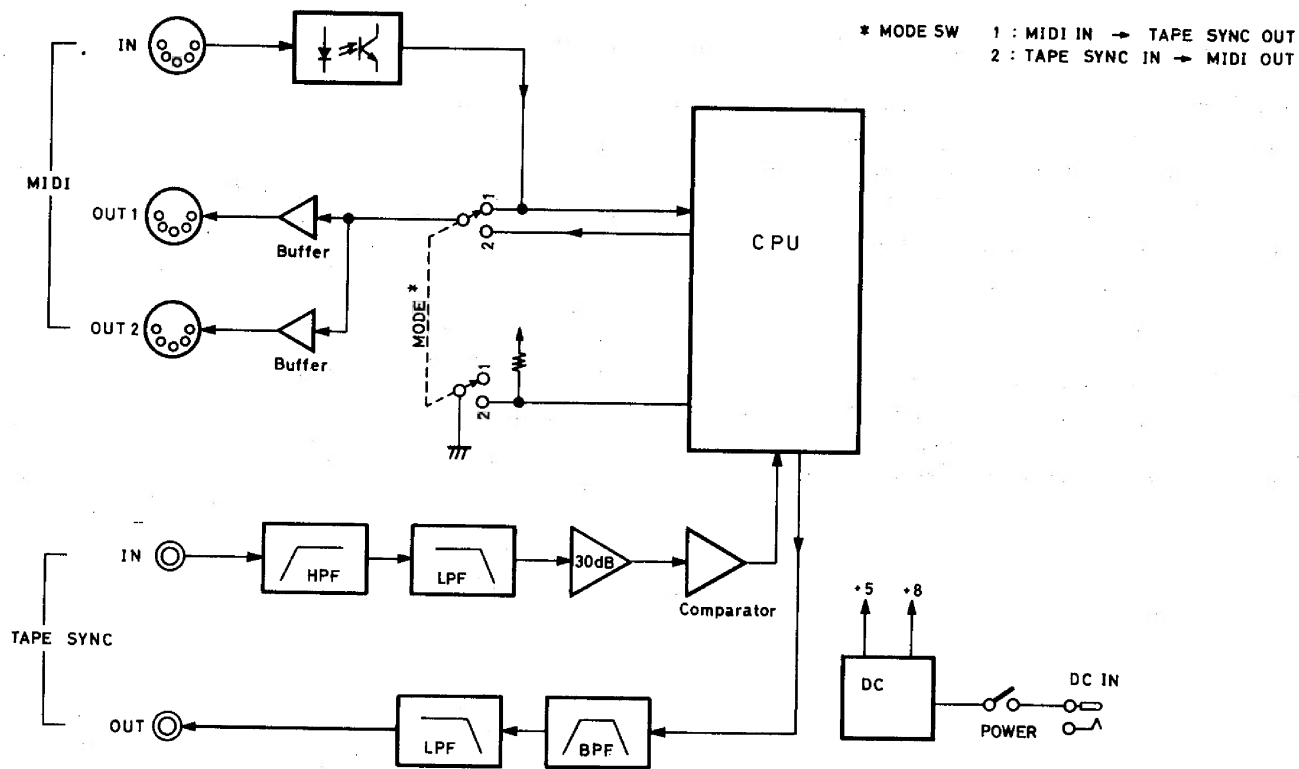 * MODE SW 1 : MIDI IN → TAPE SYNC OUT
2 : TAPE SYNC IN → MIDI OUT
IN
MIDI
OUT 1
Buffer
1
2
CPU
MODE *
OUT 2
Buffer
1
2
IN
HPF
LPF
30dB
Comparator
TAPE SYNC
+5 +8
DC
DC IN
POWER
OUT
LPF
BPF